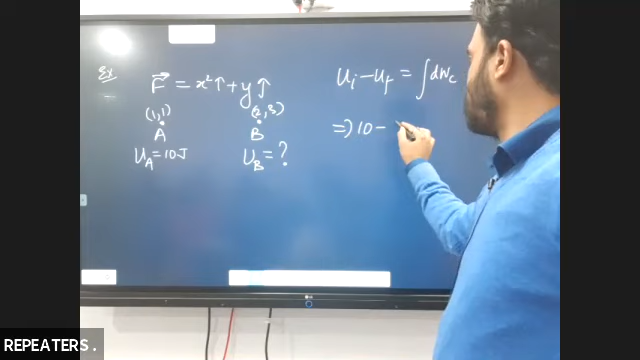 Ex
F⃗ = x²î + yĵ
(1,1) (2,3)
A B
U_A = 10J U_B = ?
U_i – U_f = ∫dW_c
⇒ 10 –
REPEATERS.